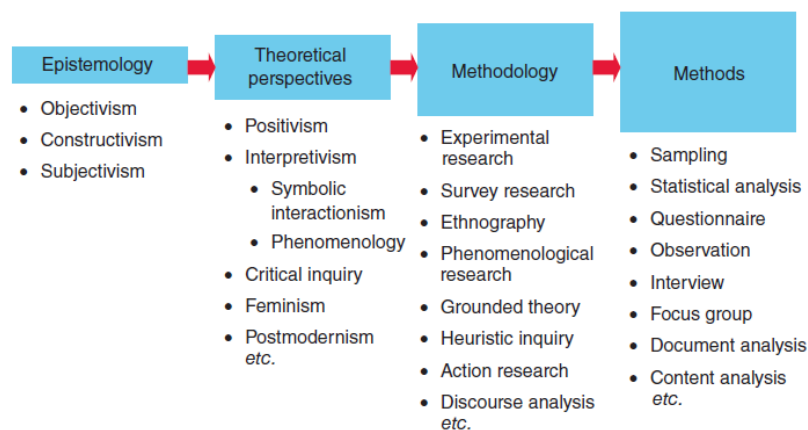 Epistemology
• Objectivism
• Constructivism
• Subjectivism
Theoretical
perspectives
• Positivism
• Interpretivism
• Symbolic
interactionism
• Phenomenology
• Critical inquiry
• Feminism
• Postmodernism
etc.
Methodology
• Experimental
research
• Survey research
• Ethnography
• Phenomenological
research
• Grounded theory
• Heuristic inquiry
• Action research
• Discourse analysis
etc.
Methods
• Sampling
• Statistical analysis
• Questionnaire
• Observation
• Interview
• Focus group
• Document analysis
• Content analysis
etc.